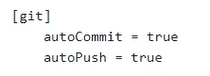 [git]
    autoCommit = true
    autoPush = true